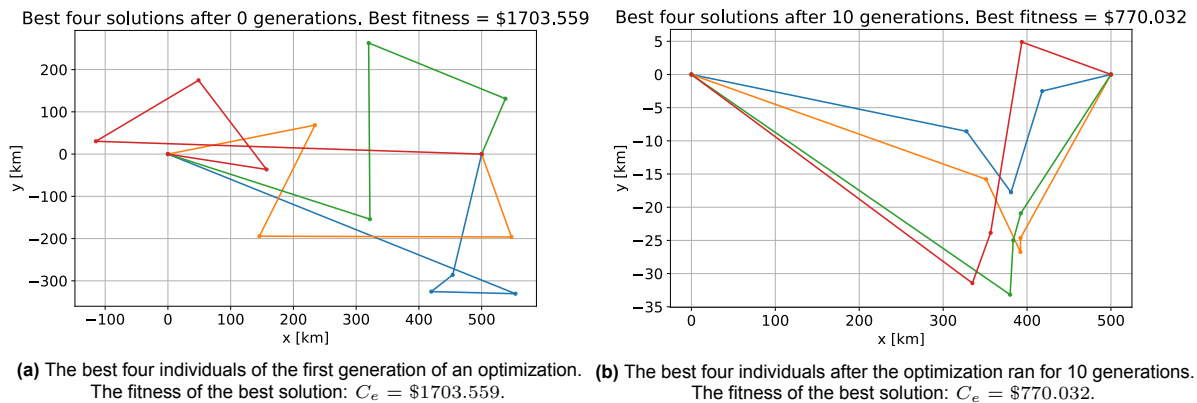 Best four solutions after 0 generations. Best fitness = $1703.559
200
100
0
−100
−200
−300
y [km]
−100 0 100 200 300 400 500
x [km]
(a) The best four individuals of the first generation of an optimization.
The fitness of the best solution: Cₑ = $1703.559.
Best four solutions after 10 generations. Best fitness = $770.032
5
0
−5
−10
−15
−20
−25
−30
−35
y [km]
0 100 200 300 400 500
x [km]
(b) The best four individuals after the optimization ran for 10 generations.
The fitness of the best solution: Cₑ = $770.032.